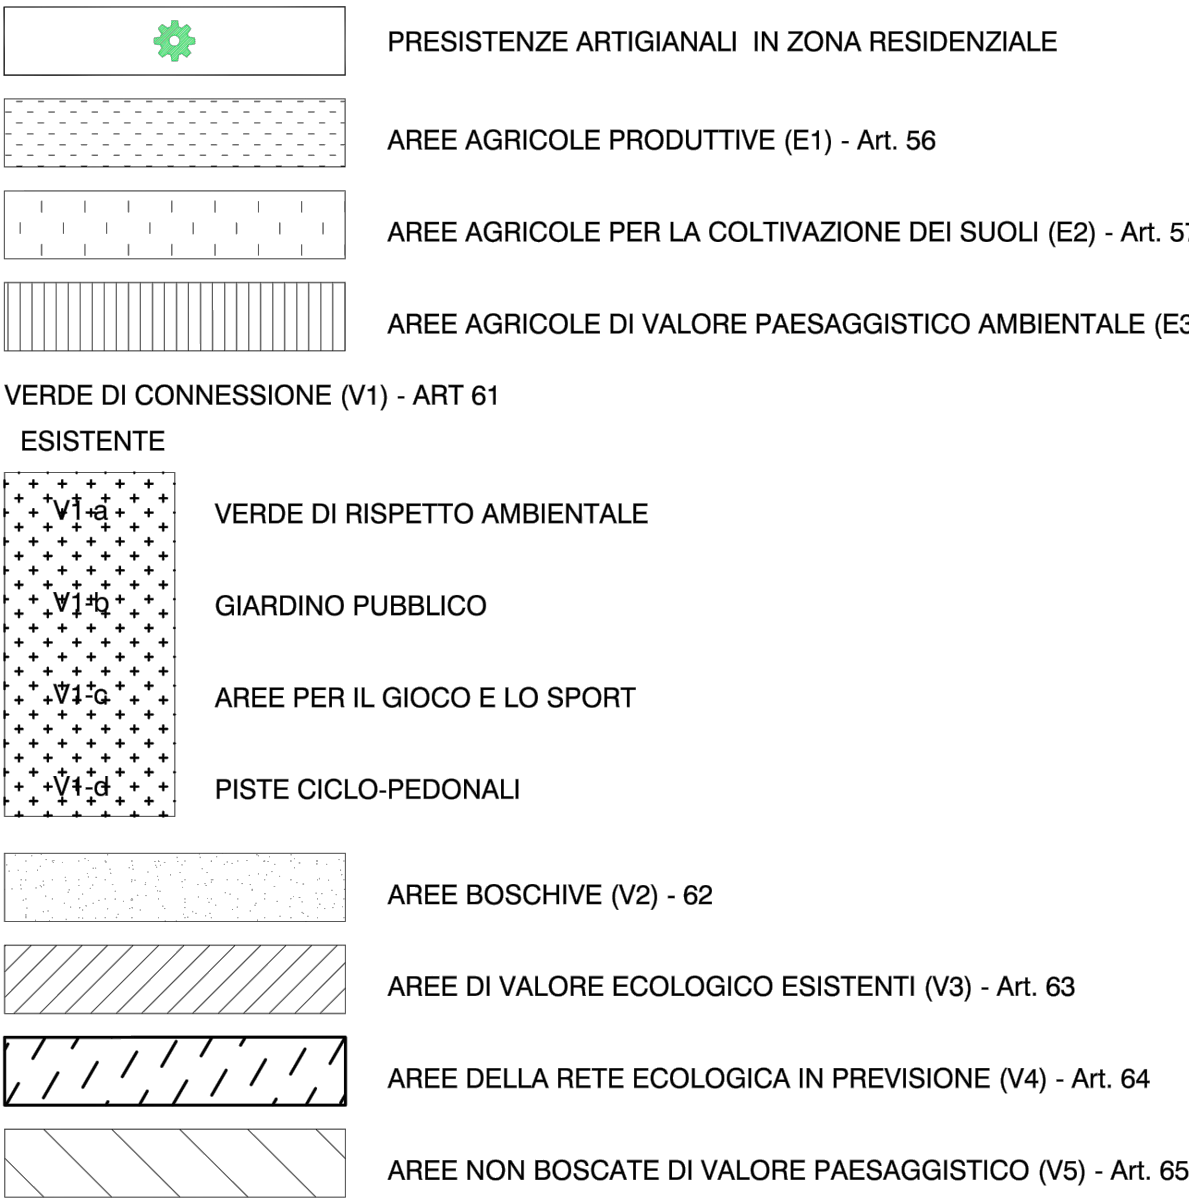 PRESISTENZE ARTIGIANALI IN ZONA RESIDENZIALE
AREE AGRICOLE PRODUTTIVE (E1) - Art. 56
AREE AGRICOLE PER LA COLTIVAZIONE DEI SUOLI (E2) - Art. 57
AREE AGRICOLE DI VALORE PAESAGGISTICO AMBIENTALE (E3
VERDE DI CONNESSIONE (V1) - ART 61
ESISTENTE
V1-a VERDE DI RISPETTO AMBIENTALE
V1-b GIARDINO PUBBLICO
V1-c AREE PER IL GIOCO E LO SPORT
V1-d PISTE CICLO-PEDONALI
AREE BOSCHIVE (V2) - 62
AREE DI VALORE ECOLOGICO ESISTENTI (V3) - Art. 63
AREE DELLA RETE ECOLOGICA IN PREVISIONE (V4) - Art. 64
AREE NON BOSCATE DI VALORE PAESAGGISTICO (V5) - Art. 65